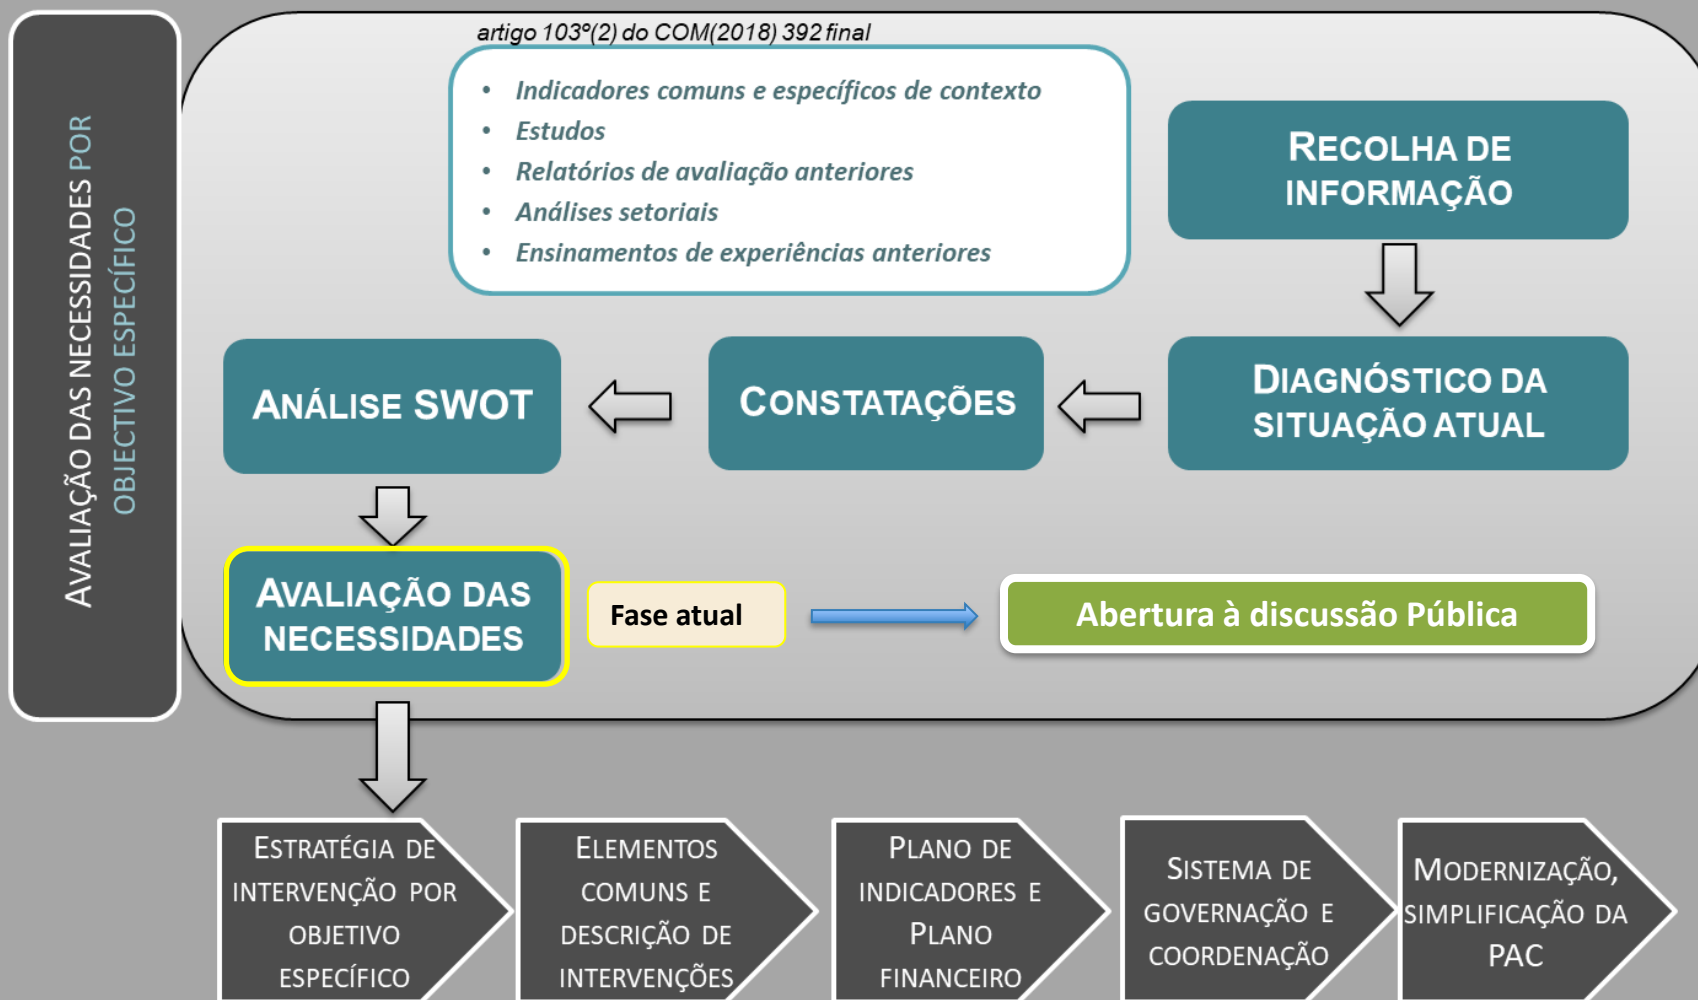 AVALIAÇÃO DAS NECESSIDADES POR
OBJECTIVO ESPECÍFICO
artigo 103º(2) do COM(2018) 392 final
• Indicadores comuns e específicos de contexto
• Estudos
• Relatórios de avaliação anteriores
• Análises setoriais
• Ensinamentos de experiências anteriores
RECOLHA DE
INFORMAÇÃO
DIAGNÓSTICO DA
SITUAÇÃO ATUAL
CONSTATAÇÕES
ANÁLISE SWOT
AVALIAÇÃO DAS
NECESSIDADES
Fase atual
Abertura à discussão Pública
ESTRATÉGIA DE
INTERVENÇÃO POR
OBJETIVO
ESPECÍFICO
ELEMENTOS
COMUNS E
DESCRIÇÃO DE
INTERVENÇÕES
PLANO DE
INDICADORES E
PLANO
FINANCEIRO
SISTEMA DE
GOVERNAÇÃO E
COORDENAÇÃO
MODERNIZAÇÃO,
SIMPLIFICAÇÃO DA
PAC